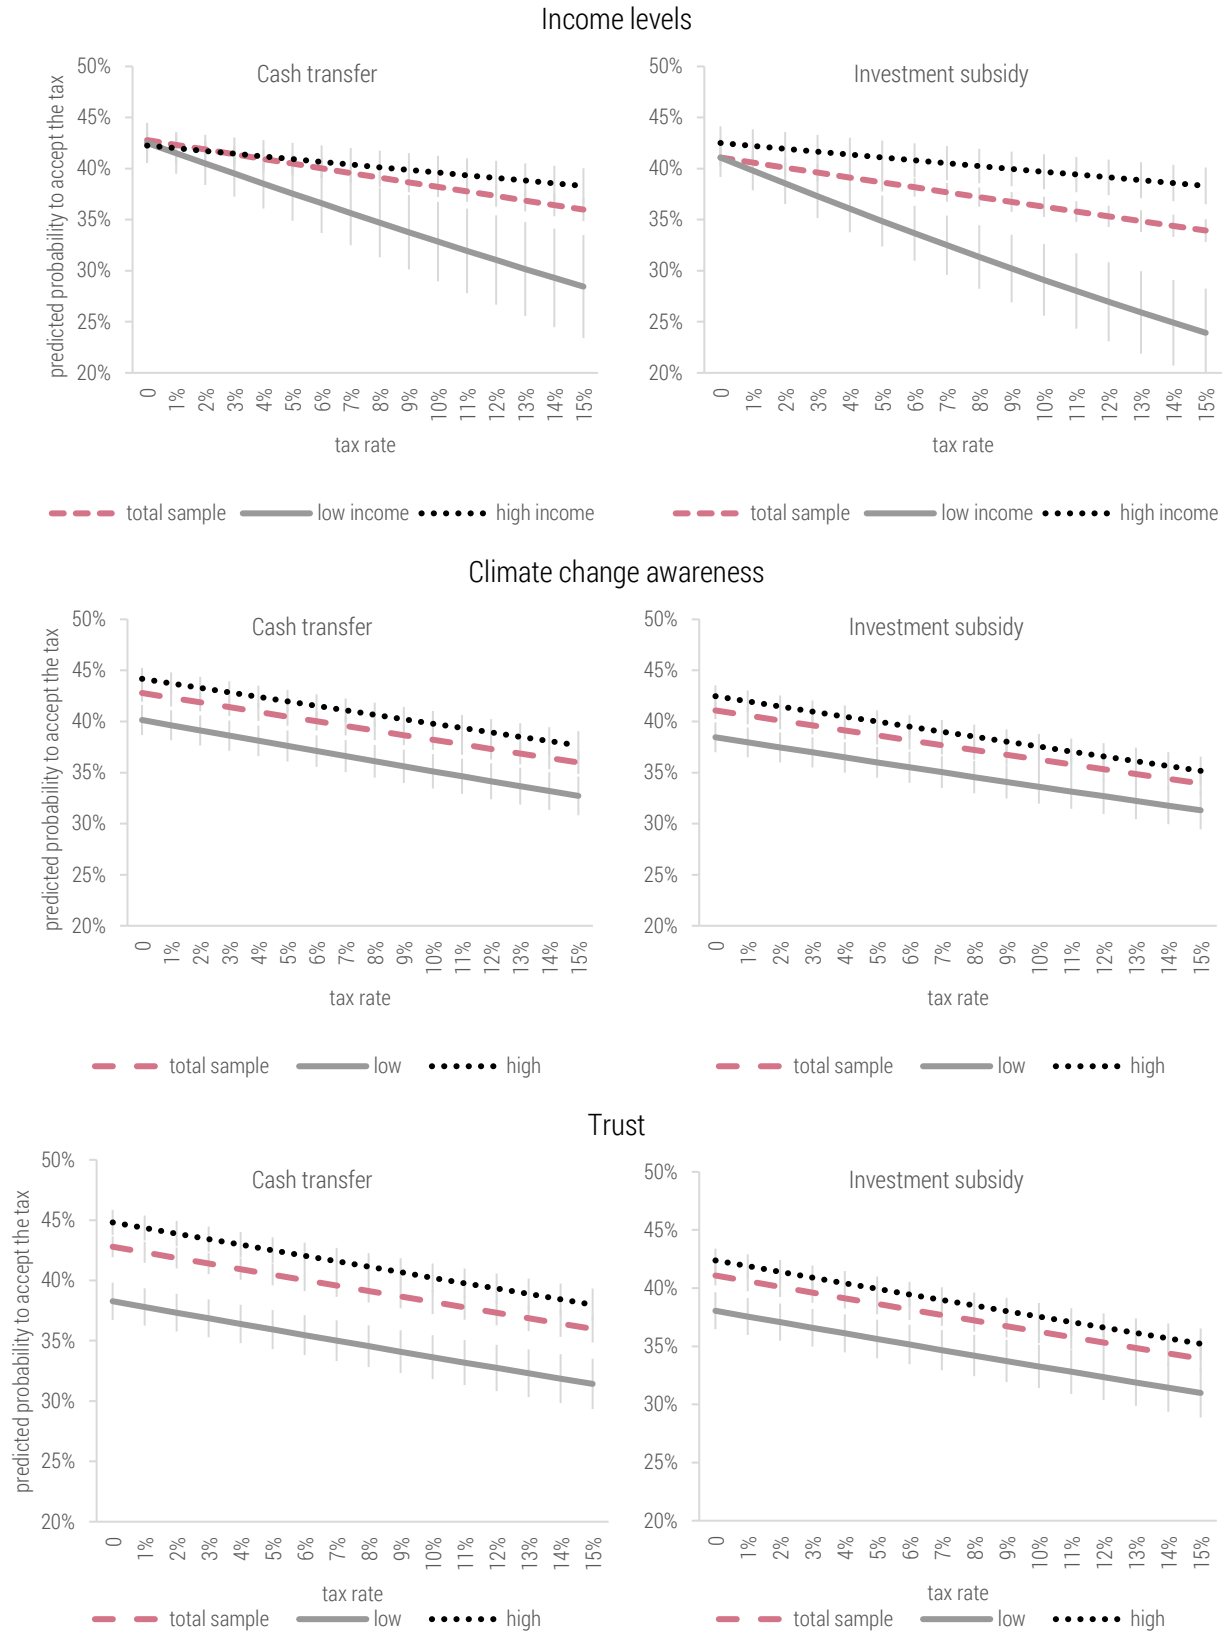 Income levels
Cash transfer
predicted probability to accept the tax
50%
45%
40%
35%
30%
25%
20%
0 1% 2% 3% 4% 5% 6% 7% 8% 9% 10% 11% 12% 13% 14% 15%
tax rate
total sample low income high income
Investment subsidy
50%
45%
40%
35%
30%
25%
20%
0 1% 2% 3% 4% 5% 6% 7% 8% 9% 10% 11% 12% 13% 14% 15%
tax rate
total sample low income high income
Climate change awareness
Cash transfer
predicted probability to accept the tax
50%
45%
40%
35%
30%
25%
20%
0 1% 2% 3% 4% 5% 6% 7% 8% 9% 10% 11% 12% 13% 14% 15%
tax rate
total sample low high
Investment subsidy
50%
45%
40%
35%
30%
25%
20%
0 1% 2% 3% 4% 5% 6% 7% 8% 9% 10% 11% 12% 13% 14% 15%
tax rate
total sample low high
Trust
Cash transfer
predicted probability to accept the tax
50%
45%
40%
35%
30%
25%
20%
0 1% 2% 3% 4% 5% 6% 7% 8% 9% 10% 11% 12% 13% 14% 15%
tax rate
total sample low high
Investment subsidy
50%
45%
40%
35%
30%
25%
20%
0 1% 2% 3% 4% 5% 6% 7% 8% 9% 10% 11% 12% 13% 14% 15%
tax rate
total sample low high